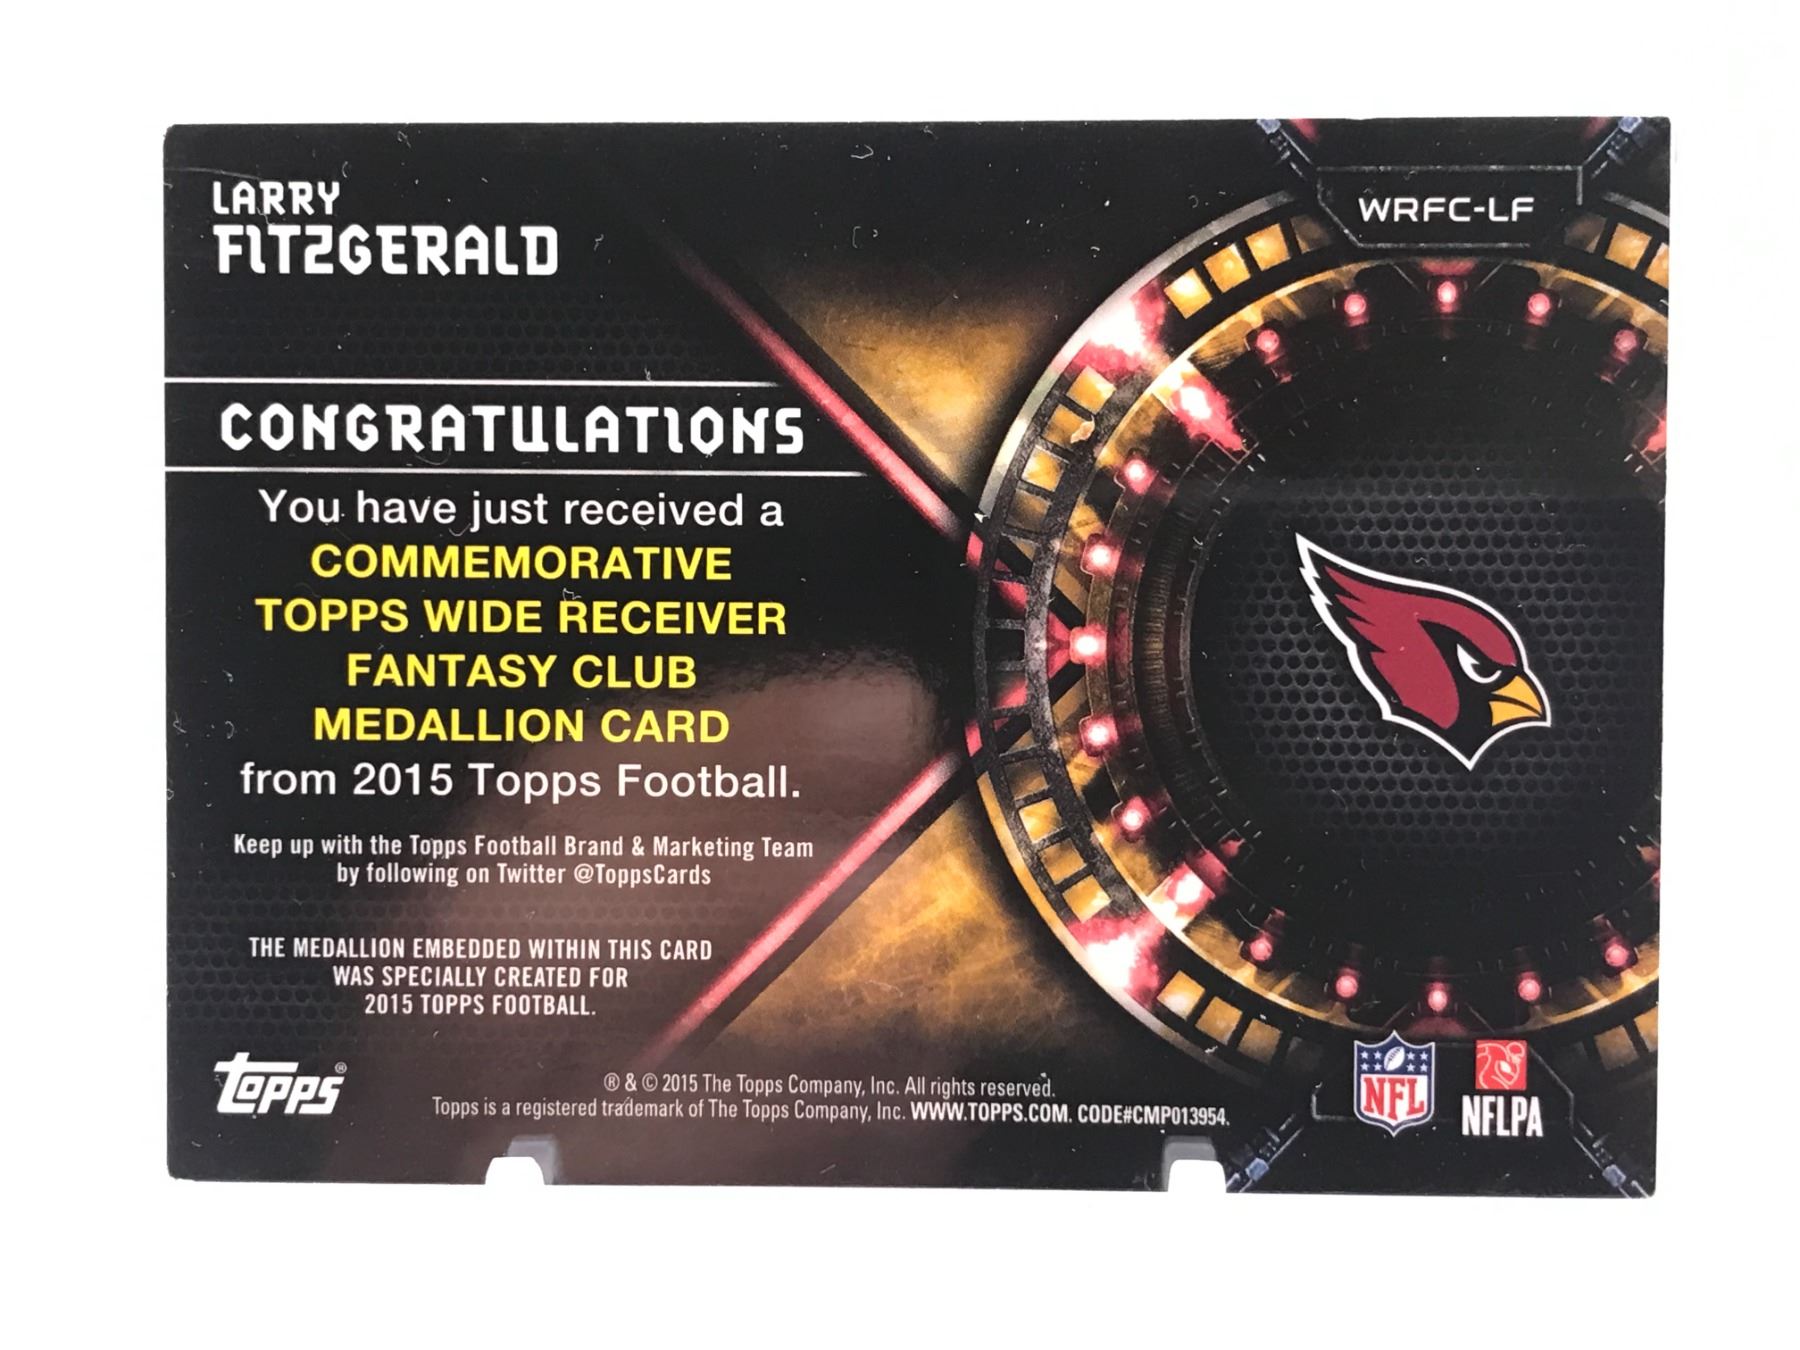 LARRY
FITZGERALD
WRFC-LF
CONGRATULATIONS
You have just received a
COMMEMORATIVE
TOPPS WIDE RECEIVER
FANTASY CLUB
MEDALLION CARD
from 2015 Topps Football.
Keep up with the Topps Football Brand & Marketing Team
by following on Twitter @ToppsCards
THE MEDALLION EMBEDDED WITHIN THIS CARD
WAS SPECIALLY CREATED FOR
2015 TOPPS FOOTBALL.
topps®
® & © 2015 The Topps Company, Inc. All rights reserved.
Topps is a registered trademark of The Topps Company, Inc. WWW.TOPPS.COM. CODE#CMP013954.
NFL
NFLPA